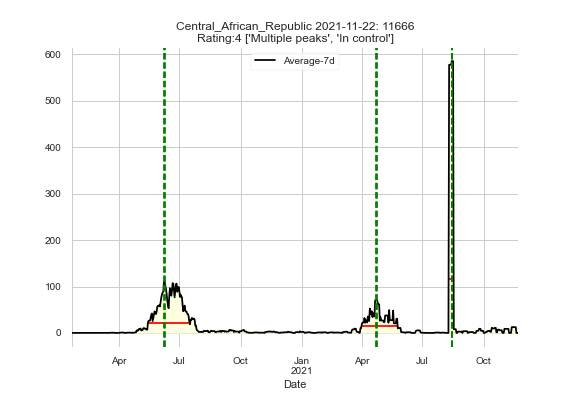 Central_African_Republic 2021-11-22: 11666
Rating:4 ['Multiple peaks', 'In control']
Average-7d
600
500
400
300
200
100
0
Apr
Jul
Oct
Jan
2021
Apr
Jul
Oct
Date